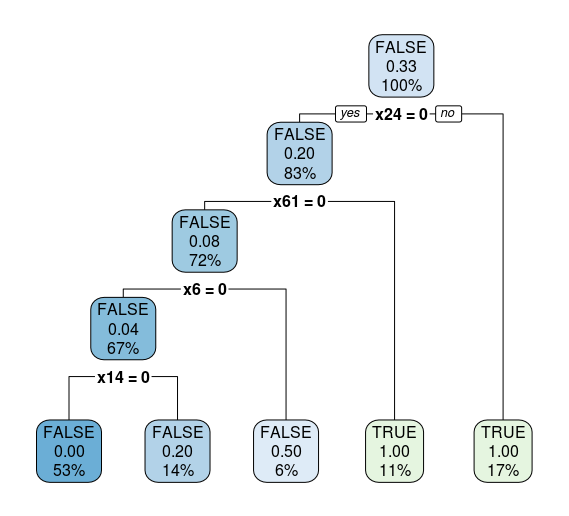 FALSE
0.33
100%
yes x24 = 0 no
FALSE
0.20
83%
x61 = 0
FALSE
0.08
72%
x6 = 0
FALSE
0.04
67%
x14 = 0
FALSE
0.00
53%
FALSE
0.20
14%
FALSE
0.50
6%
TRUE
1.00
11%
TRUE
1.00
17%